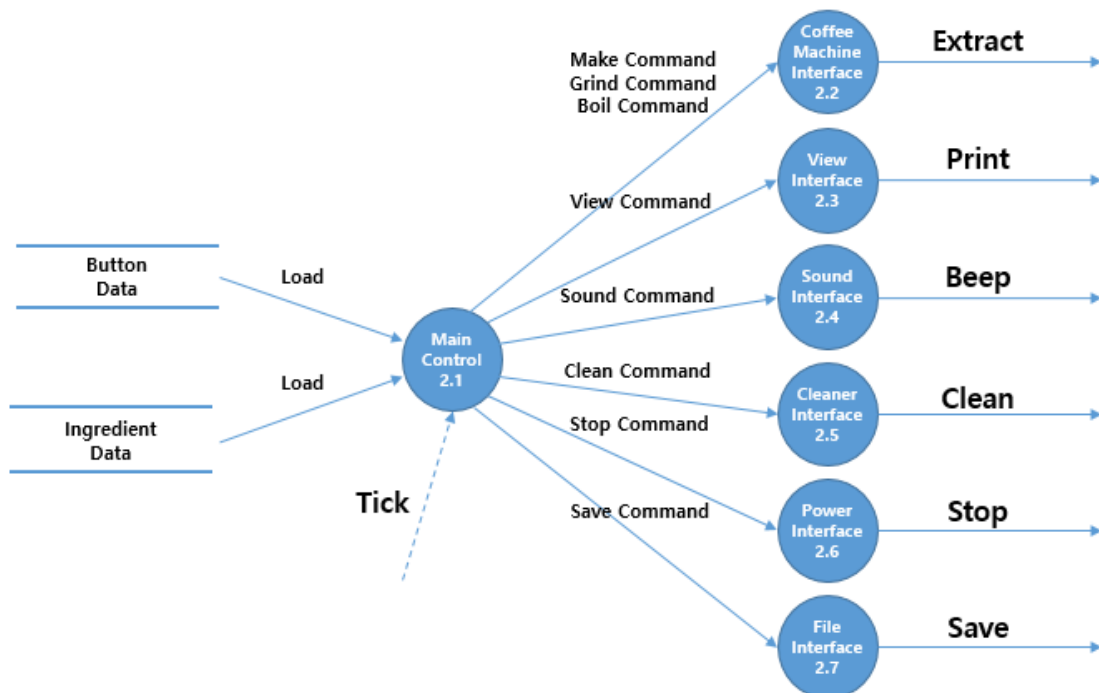 Coffee
Machine
Interface
2.2
Extract
Make Command
Grind Command
Boil Command
View
Interface
2.3
Print
View Command
Button
Data
Load
Sound Command
Sound
Interface
2.4
Beep
Main
Control
2.1
Load
Clean Command
Cleaner
Interface
2.5
Clean
Ingredient
Data
Stop Command
Tick
Save Command
Power
Interface
2.6
Stop
File
Interface
2.7
Save